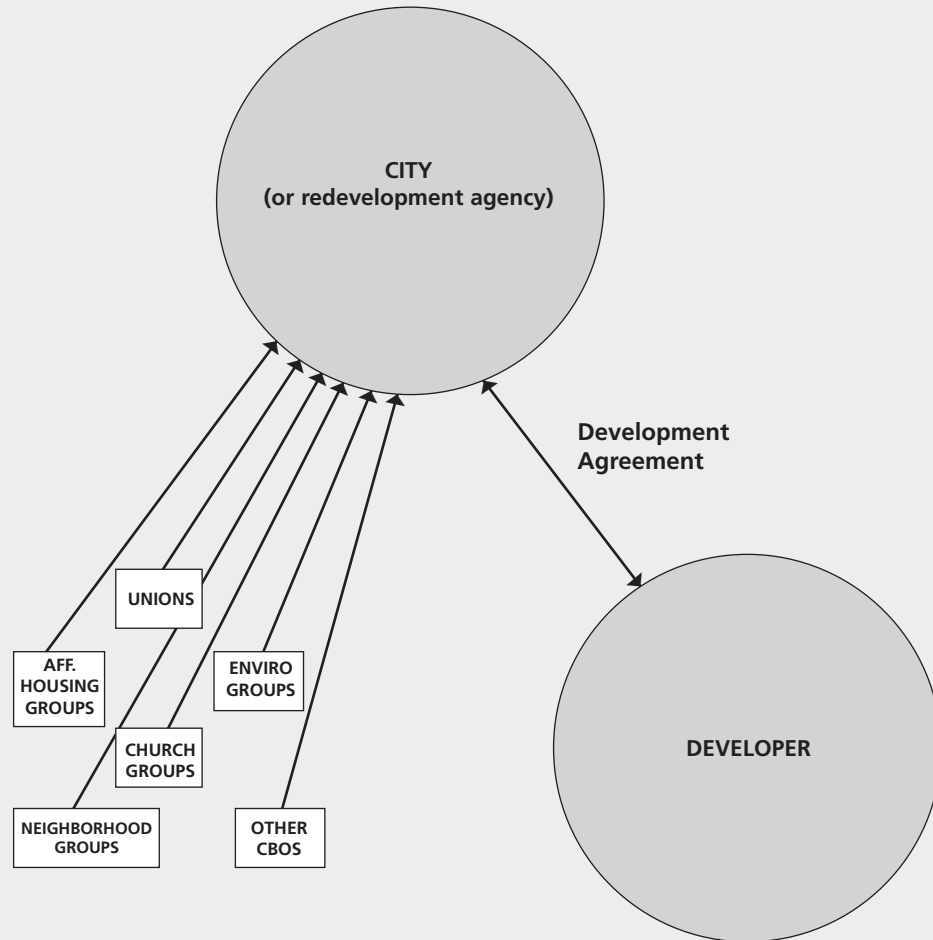 CITY
(or redevelopment agency)
Development
Agreement
UNIONS
AFF.
HOUSING
GROUPS
ENVIRO
GROUPS
CHURCH
GROUPS
DEVELOPER
NEIGHBORHOOD
GROUPS
OTHER
CBOS